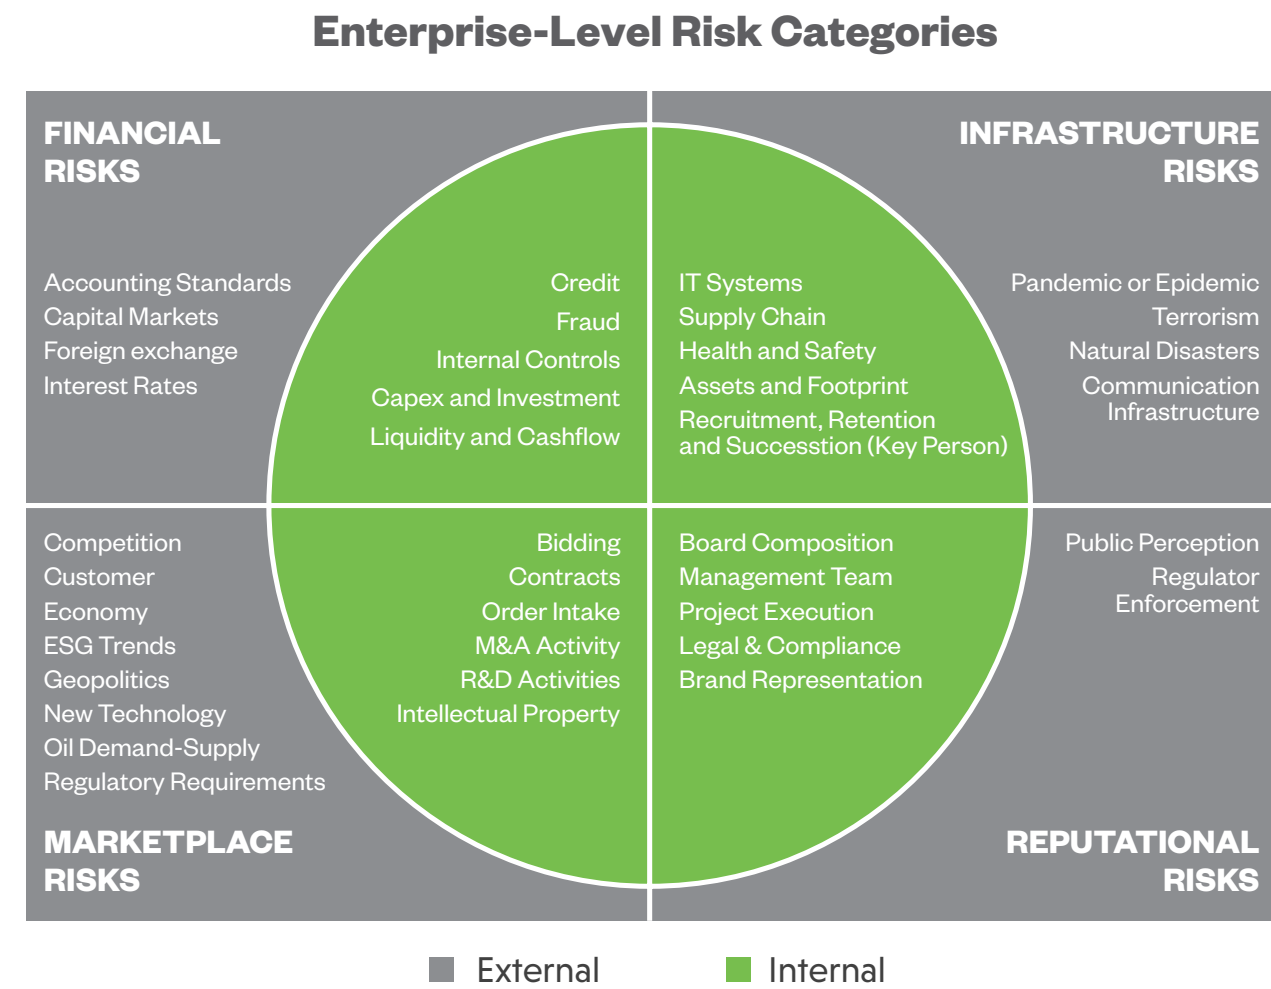 Enterprise-Level Risk Categories
FINANCIAL
RISKS
Accounting Standards
Capital Markets
Foreign exchange
Interest Rates
Credit
Fraud
Internal Controls
Capex and Investment
Liquidity and Cashflow
INFRASTRUCTURE
RISKS
IT Systems
Supply Chain
Health and Safety
Assets and Footprint
Recruitment, Retention
and Successtion (Key Person)
Pandemic or Epidemic
Terrorism
Natural Disasters
Communication
Infrastructure
Competition
Customer
Economy
ESG Trends
Geopolitics
New Technology
Oil Demand-Supply
Regulatory Requirements
MARKETPLACE
RISKS
Bidding
Contracts
Order Intake
M&A Activity
R&D Activities
Intellectual Property
Board Composition
Management Team
Project Execution
Legal & Compliance
Brand Representation
Public Perception
Regulator
Enforcement
REPUTATIONAL
RISKS
External
Internal